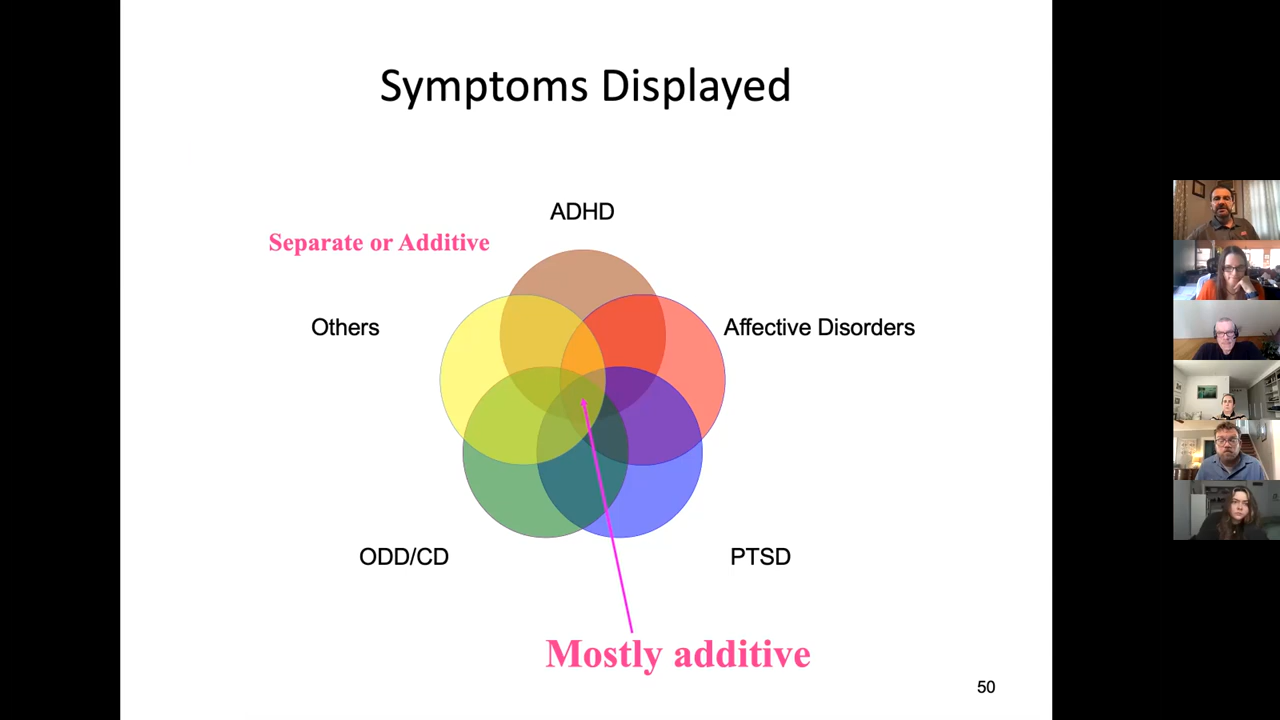 Symptoms Displayed
ADHD
Separate or Additive
Others
Affective Disorders
ODD/CD
PTSD
Mostly additive
50